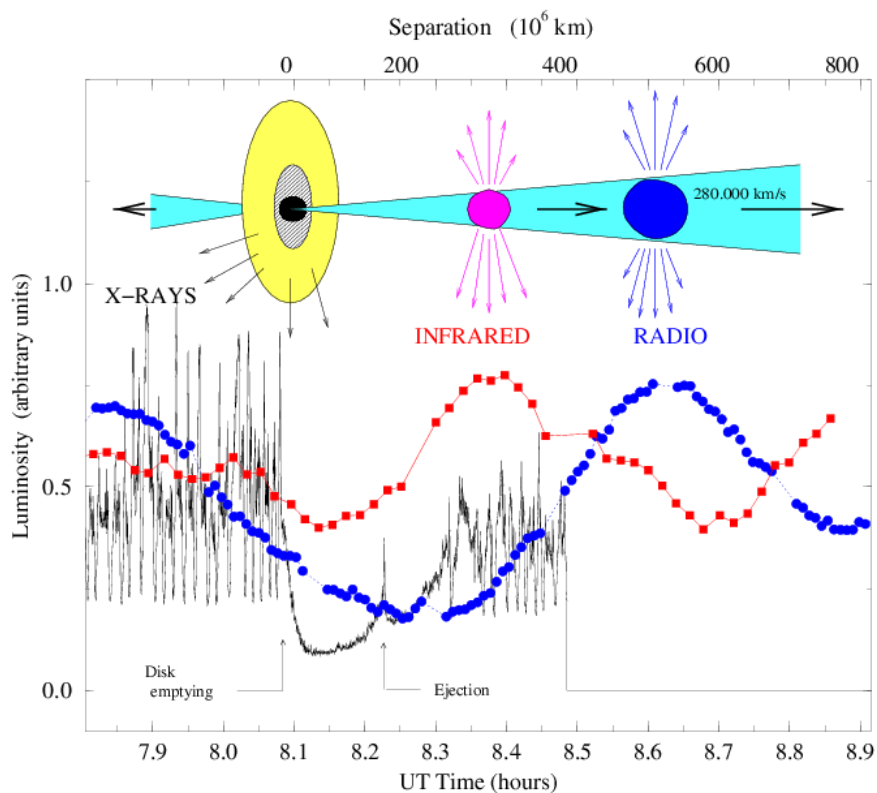 Separation (10^6 km)
0 200 400 600 800
280.000 km/s
1.0
X−RAYS
INFRARED
RADIO
Luminosity (arbitrary units)
0.5
Disk
emptying
Ejection
0.0
7.9 8.0 8.1 8.2 8.3 8.4 8.5 8.6 8.7 8.8 8.9
UT Time (hours)